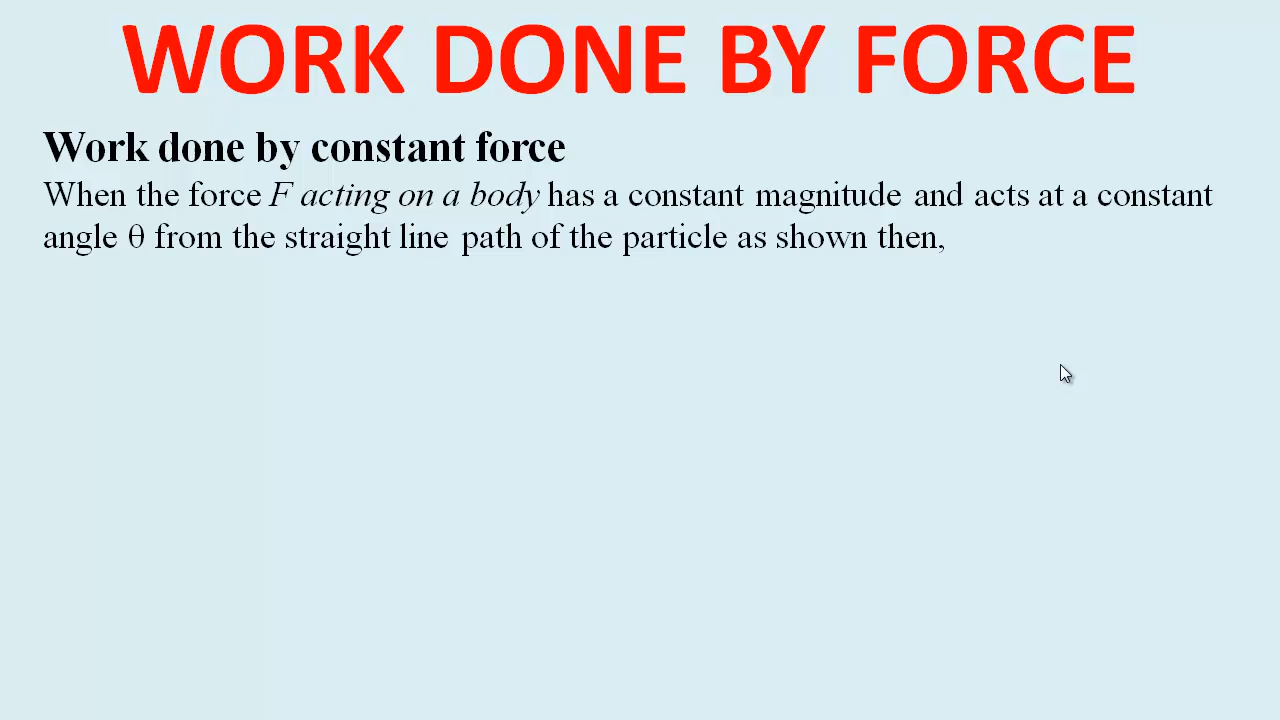 WORK DONE BY FORCE
Work done by constant force
When the force F acting on a body has a constant magnitude and acts at a constant
angle θ from the straight line path of the particle as shown then,